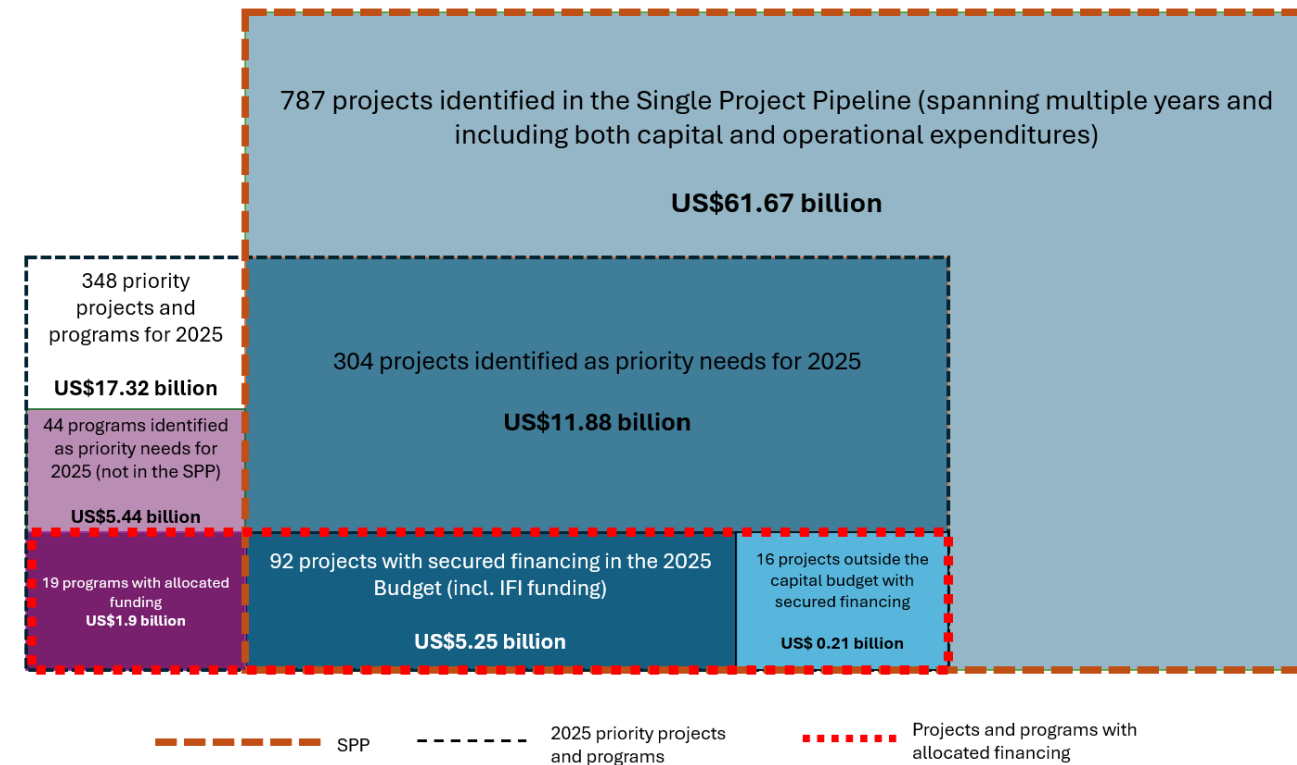 787 projects identified in the Single Project Pipeline (spanning multiple years and
including both capital and operational expenditures)
US$61.67 billion
348 priority
projects and
programs for 2025
US$17.32 billion
304 projects identified as priority needs for 2025
US$11.88 billion
44 programs identified
as priority needs for
2025 (not in the SPP)
US$5.44 billion
19 programs with allocated
funding
US$1.9 billion
92 projects with secured financing in the 2025
Budget (incl. IFI funding)
US$5.25 billion
16 projects outside the
capital budget with
secured financing
US$ 0.21 billion
SPP
2025 priority projects
and programs
Projects and programs with
allocated financing